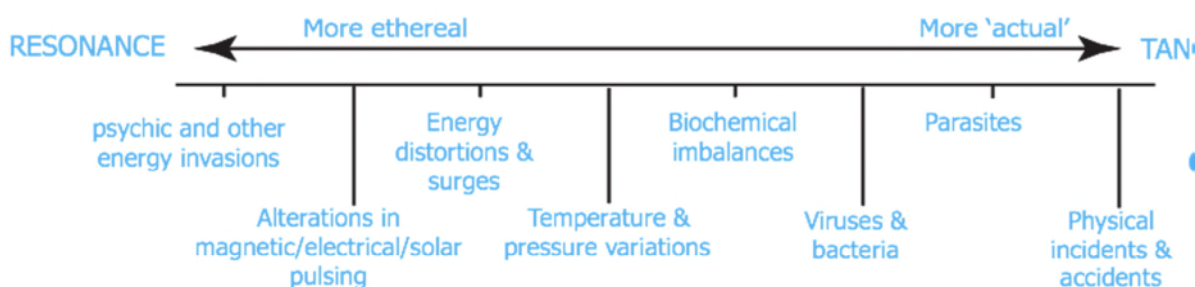 More ethereal
More 'actual'
RESONANCE
psychic and other
energy invasions
Energy
distortions &
surges
Biochemical
imbalances
Parasites
Alterations in
magnetic/electrical/solar
pulsing
Temperature &
pressure variations
Viruses &
bacteria
Physical
incidents &
accidents